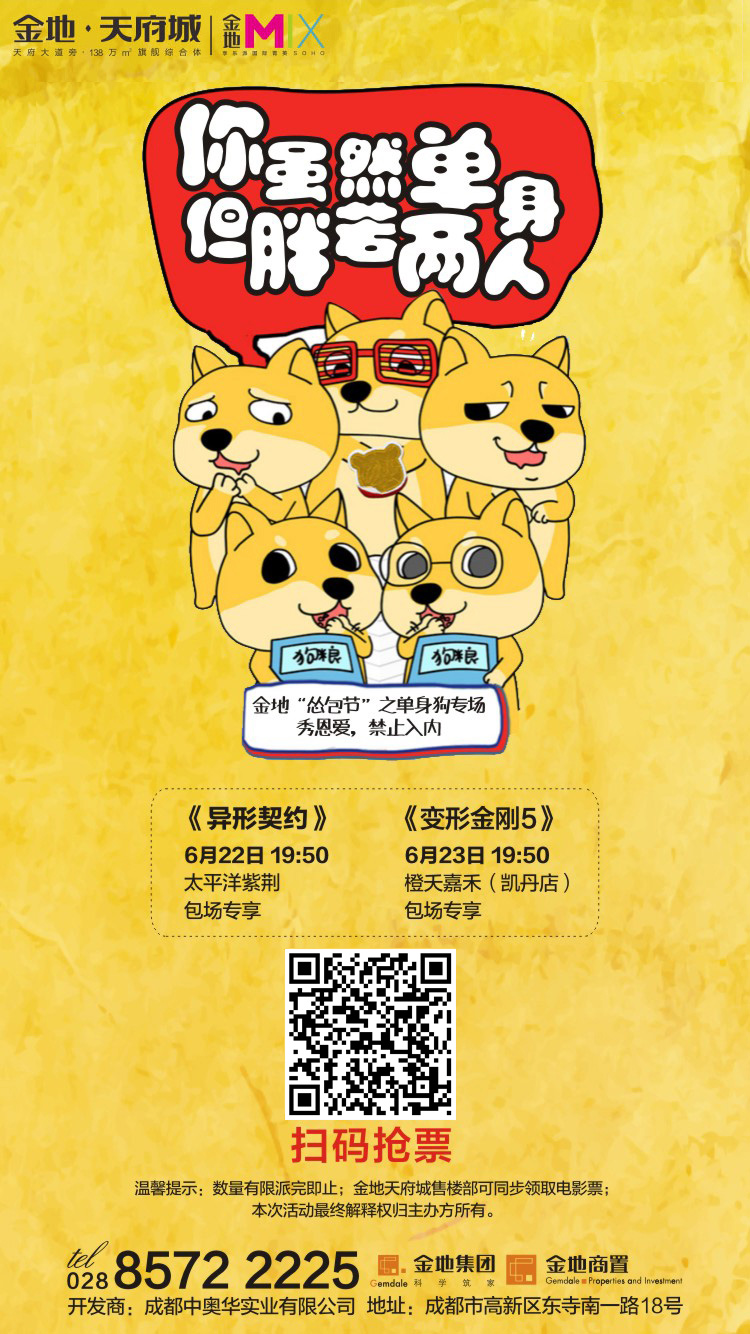 金地·天府城
天府大道旁·138万㎡旗舰综合体
金地MIX
SOHO
你虽然单身
但胖若两人
狗粮
狗粮
金地“怂包节”之单身狗专场
秀恩爱，禁止入内
《异形契约》
6月22日 19:50
太平洋紫荆
包场专享
《变形金刚5》
6月23日 19:50
橙天嘉禾（凯丹店）
包场专享
扫码抢票
温馨提示：数量有限派完即止；金地天府城售楼部可同步领取电影票；
本次活动最终解释权归主办方所有。
tel
028 8572 2225
金地集团
Gemdale 科学筑家
金地商置
Gemdale Properties and Investment
开发商：成都中奥华实业有限公司 地址：成都市高新区东寺南一路18号